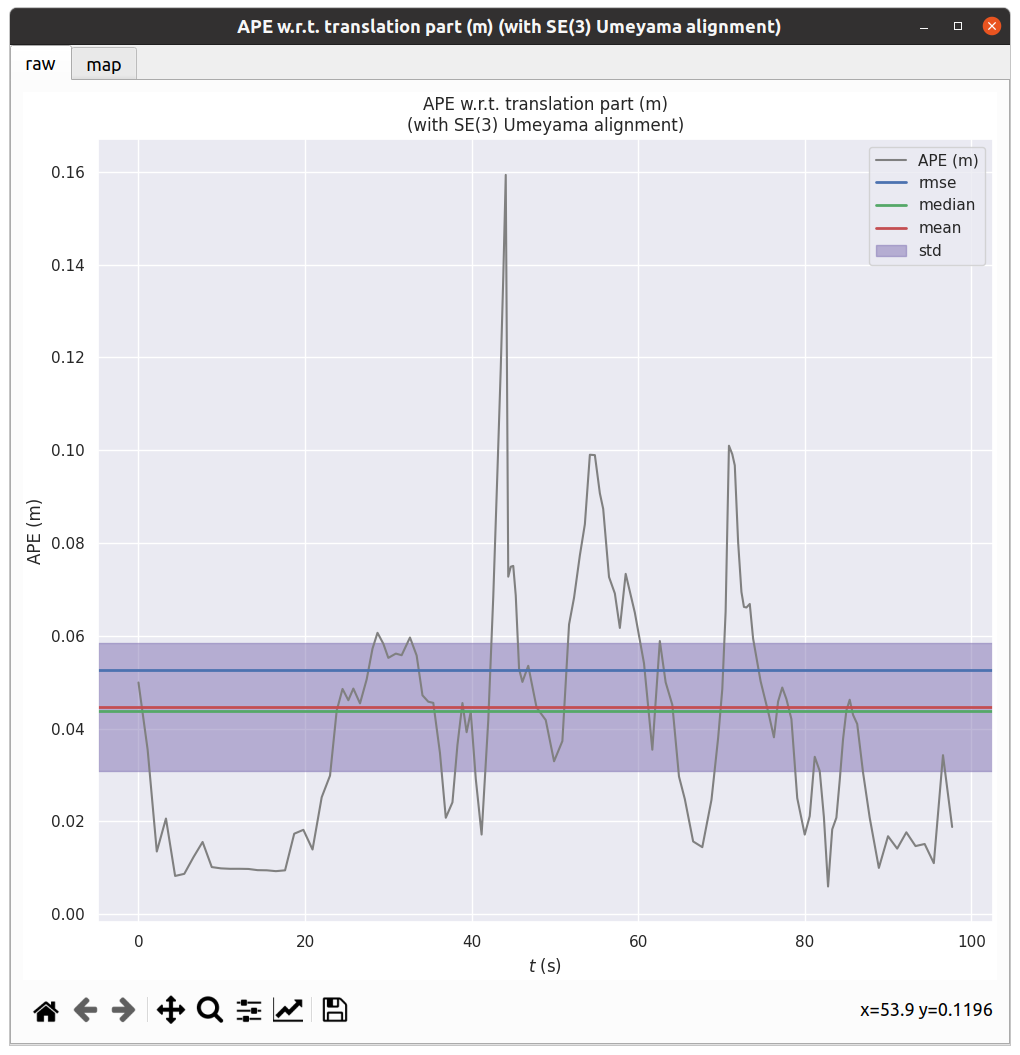 APE w.r.t. translation part (m) (with SE(3) Umeyama alignment)
raw
map
APE w.r.t. translation part (m)
(with SE(3) Umeyama alignment)
APE (m)
rmse
median
mean
std
0.16
0.14
0.12
0.10
0.08
0.06
0.04
0.02
0.00
APE (m)
0 20 40 60 80 100
t (s)
x=53.9 y=0.1196